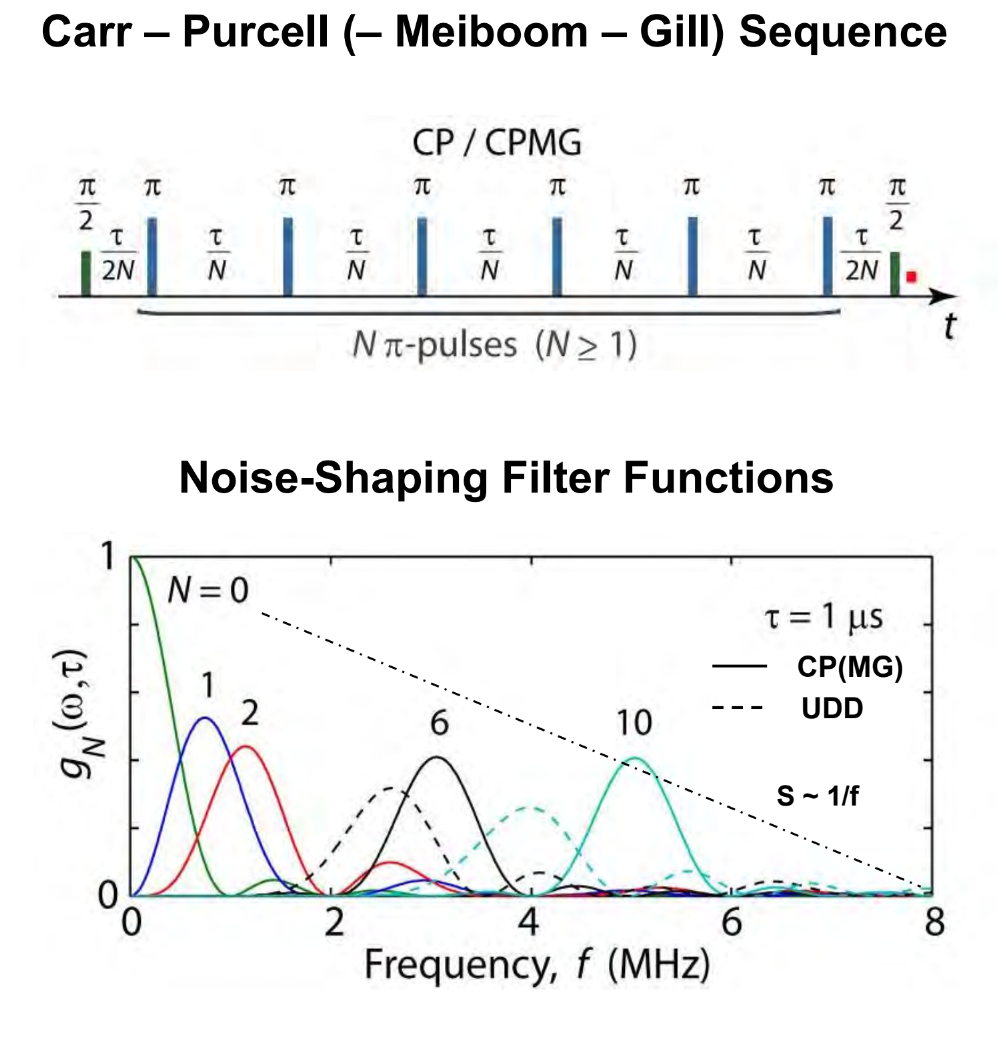 Carr – Purcell (– Meiboom – Gill) Sequence
CP / CPMG
π/2 π π π π π π π/2
τ/2N τ/N τ/N τ/N τ/N τ/N τ/2N
t
N π-pulses (N ≥ 1)
Noise-Shaping Filter Functions
1
N = 0
τ = 1 μs
CP(MG)
UDD
1
2
6
10
S ~ 1/f
g_N(ω,τ)
0
0 2 4 6 8
Frequency, f (MHz)